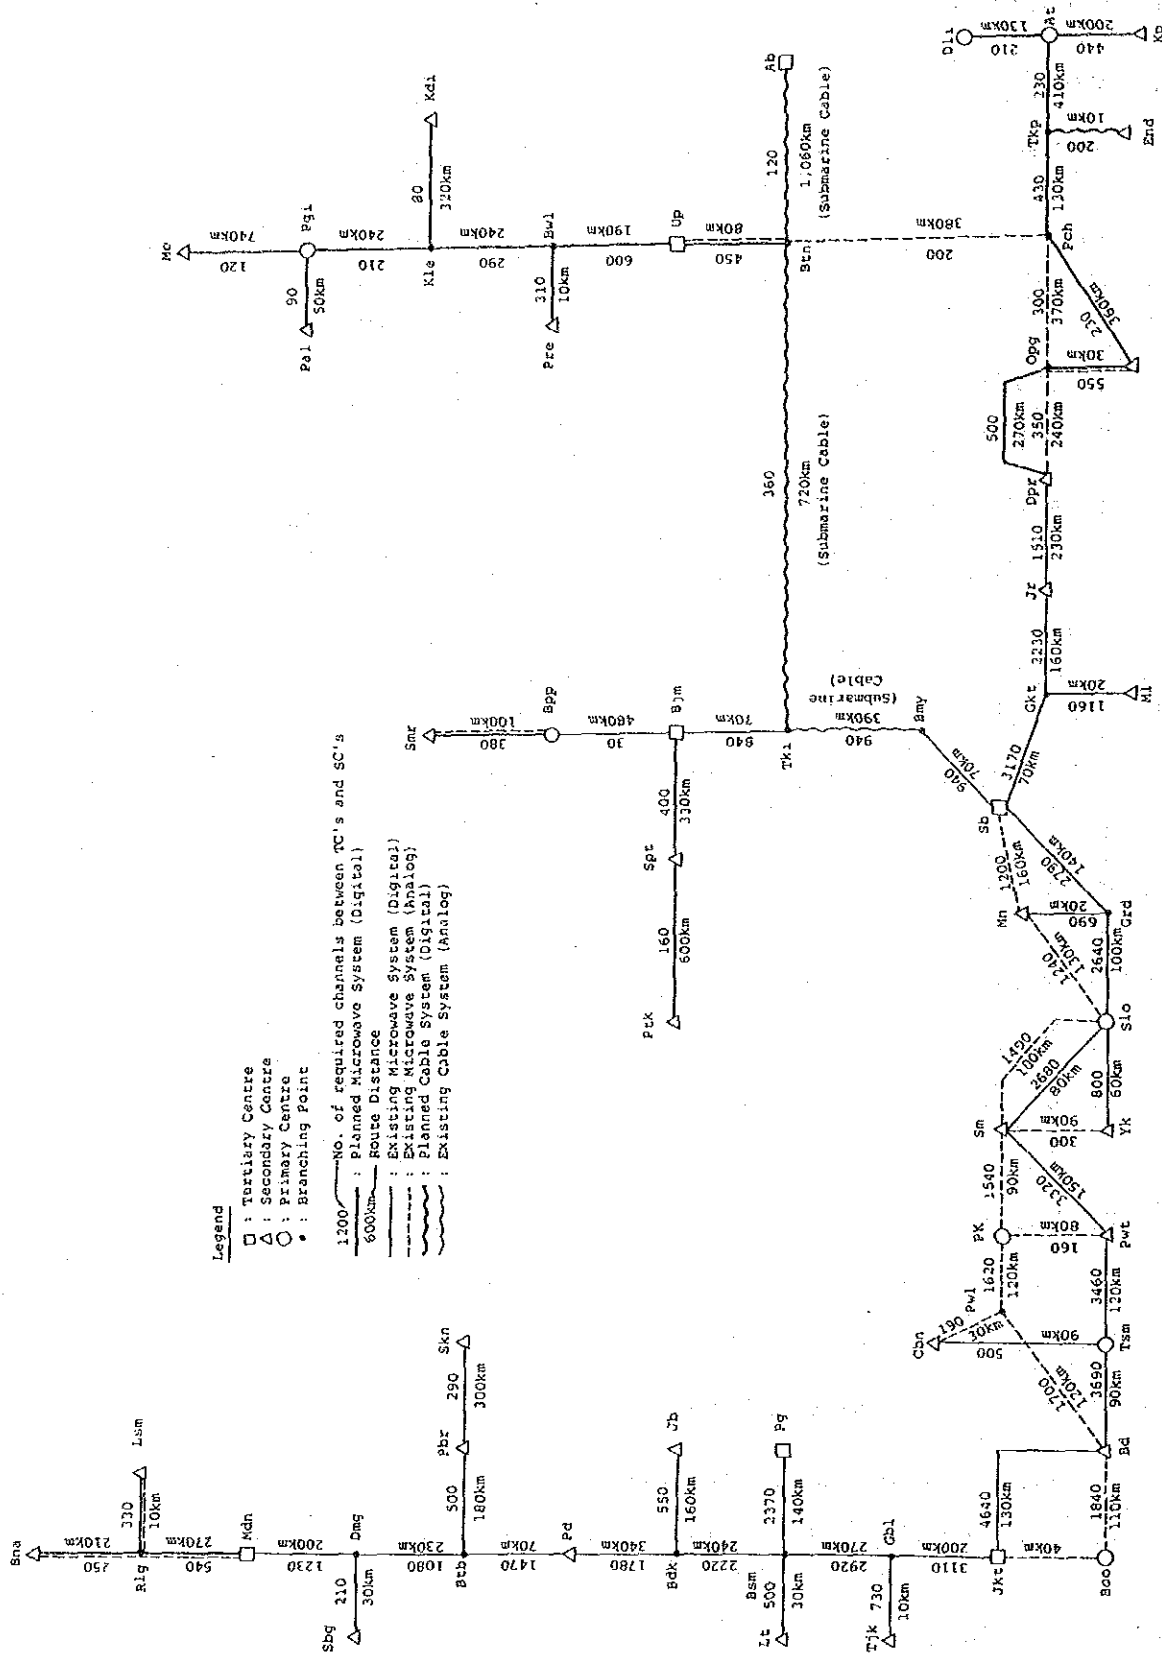 Legend
□ : Tertiary Centre
△ : Secondary Centre
○ : Primary Centre
• : Branching Point
1200 No. of required channels between TC's and SC's
: Planned Microwave System (Digital)
600km Route Distance
: Existing Microwave System (Digital)
: Existing Microwave System (Analog)
: Planned Cable System (Digital)
: Existing Cable System (Analog)
Bna
250
210km
Rlg
330
10km
Lsm
540
270km
Mdn
1230
200km
Dmg
210
30km
Sbg
1080
230km
Btb
500
180km
Pbr
290
300km
Skn
1470
70km
Pd
1780
340km
Bdk
550
160km
Jb
2220
240km
Bsm
500
30km
Lt
2370
140km
Pg
2920
270km
Gbl
730
10km
Tjk
3110
200km
Jkt
4640
130km
40km
Boo
1840
110km
Bd
3690
90km
Tsm
500
90km
Cbn
190
30km
Pwl
1700
120km
1620
120km
PK
160
80km
3460
120km
Pwt
1540
90km
3320
150km
Sm
300
90km
Yk
800
60km
2680
80km
1490
100km
Slo
1240
130km
Mn
690
20km
2640
100km
Grd
2790
140km
1200
160km
Sb
940
70km
Bmy
940
390km
(Submarine
Cable)
Tki
840
70km
Bjm
400
330km
Spt
160
600km
Ptk
30
460km
Bpp
380
100km
Smr
3170
70km
Gkt
1160
20km
Ml
2230
160km
Jr
1510
230km
Dpr
500
270km
350
240km
Opg
550
30km
300
370km
230
360km
Pch
430
130km
Tkp
200
10km
End
230
410km
At
210
130km
Dli
440
200km
Kp
360
720km
(Submarine Cable)
Btn
200
380km
120
1,060km
(Submarine Cable)
Ab
450
80km
Up
600
190km
Bwl
310
10km
Pre
290
240km
Kle
80
320km
Kdi
210
240km
Pgi
90
50km
Pal
120
740km
Mo